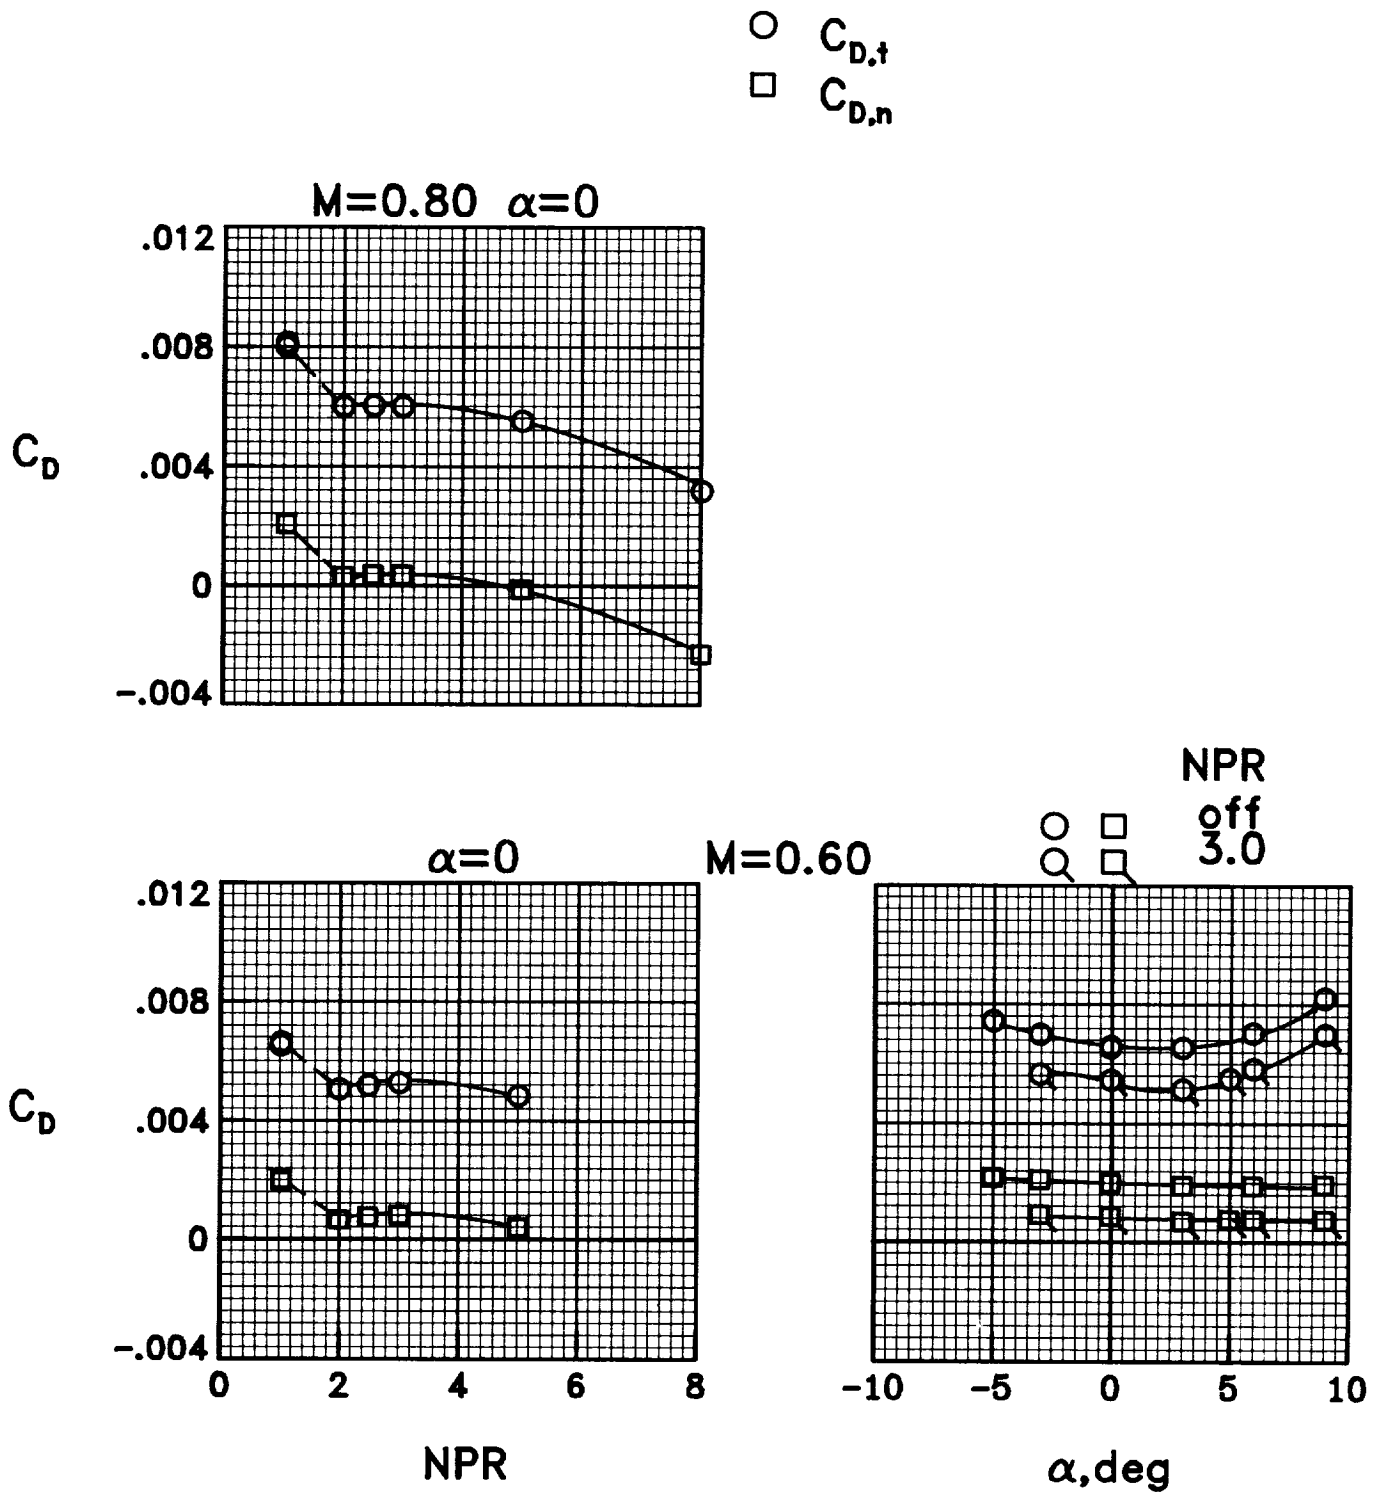 C_D,t
C_D,n
M=0.80 α=0
.012
.008
.004
0
-.004
C_D
NPR
off
3.0
α=0
M=0.60
.012
.008
.004
0
-.004
C_D
0 2 4 6 8
-10 -5 0 5 10
NPR
α,deg